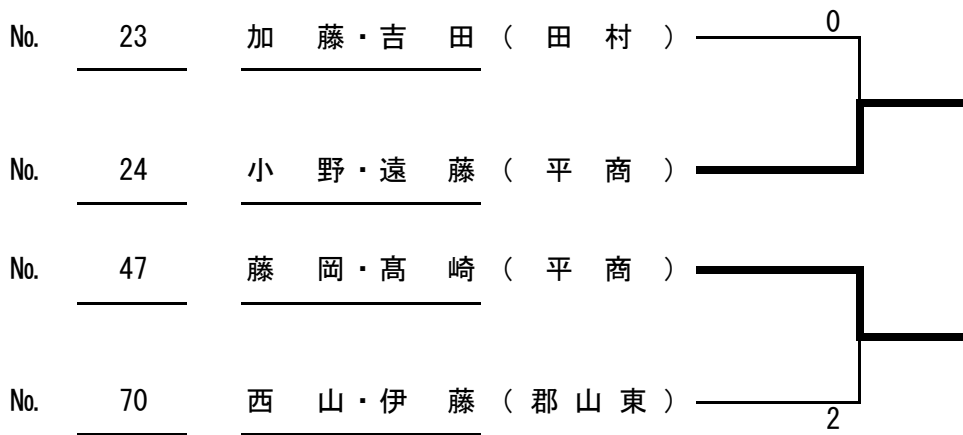 No. 23 加 藤・吉 田 ( 田 村 ) 0
No. 24 小 野・遠 藤 ( 平 商 )
No. 47 藤 岡・髙 崎 ( 平 商 )
No. 70 西 山・伊 藤 ( 郡 山 東 ) 2